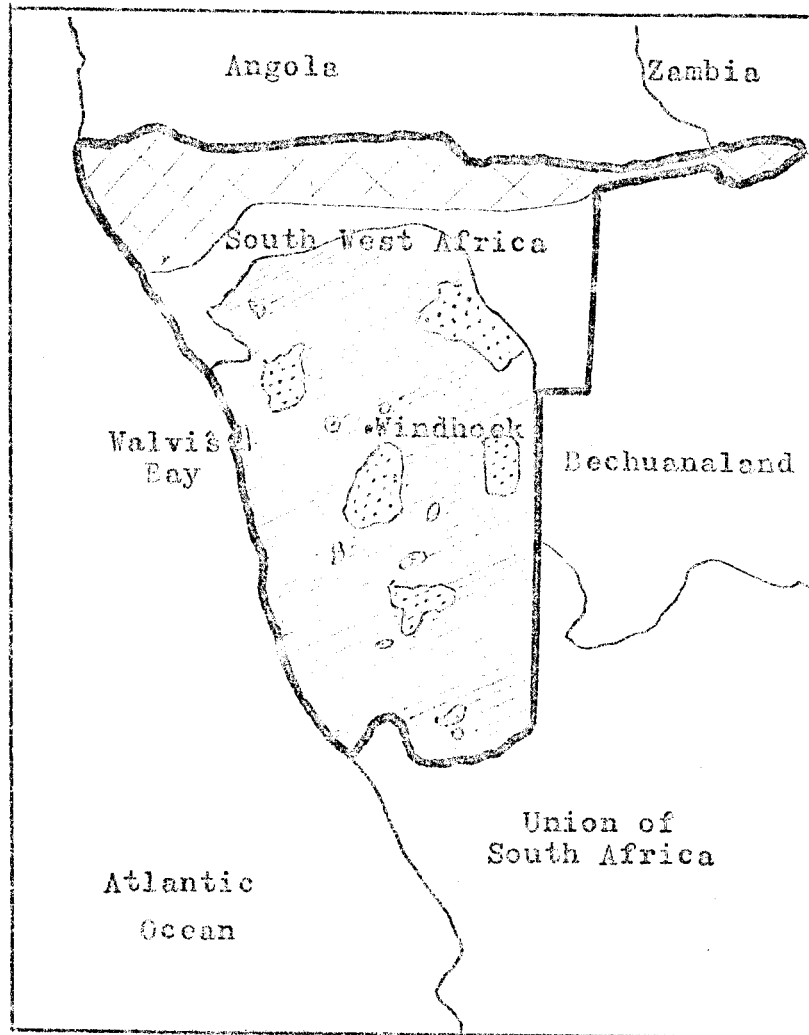 Angola
Zambia
South West Africa
Windhoek
Walvis
Bay
Bechuanaland
Union of
South Africa
Atlantic
Ocean